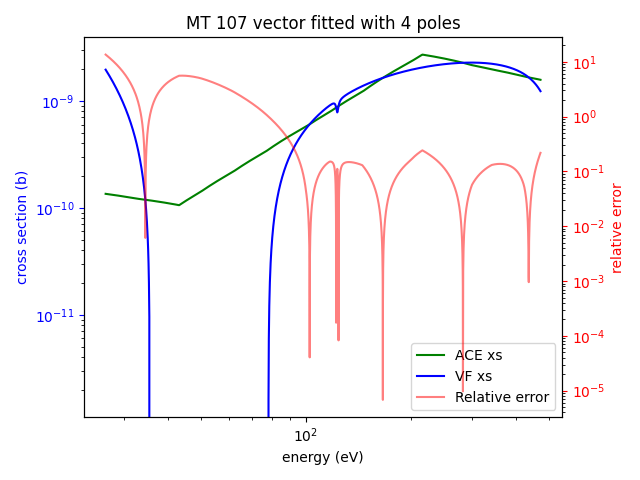 MT 107 vector fitted with 4 poles
cross section (b)
10⁻⁹
10⁻¹⁰
10⁻¹¹
10¹
10⁰
10⁻¹
10⁻²
10⁻³
10⁻⁴
10⁻⁵
relative error
ACE xs
VF xs
Relative error
10²
energy (eV)